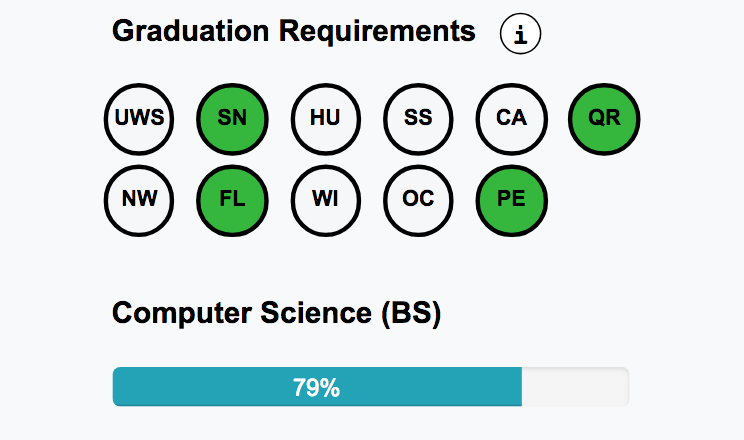 Graduation Requirements i
UWS SN HU SS CA QR
NW FL WI OC PE
Computer Science (BS)
79%